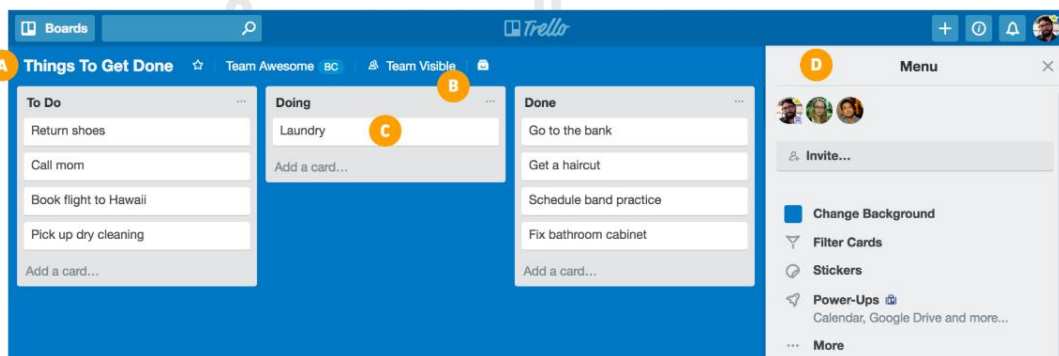 Boards
Trello
A
Things To Get Done
Team Awesome BC
Team Visible
B
D
Menu
To Do
...
Return shoes
Call mom
Book flight to Hawaii
Pick up dry cleaning
Add a card...
Doing
...
Laundry
C
Add a card...
Done
...
Go to the bank
Get a haircut
Schedule band practice
Fix bathroom cabinet
Add a card...
Invite...
Change Background
Filter Cards
Stickers
Power-Ups
Calendar, Google Drive and more...
... More